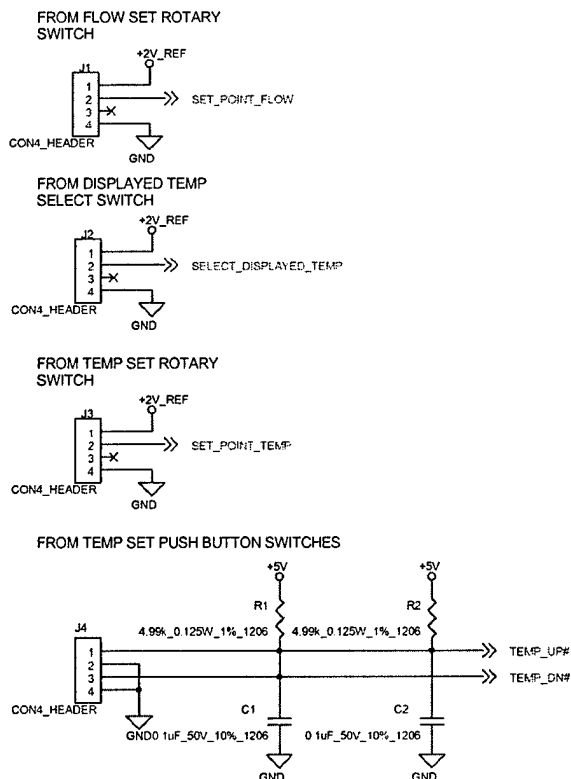 FROM FLOW SET ROTARY
SWITCH
+2V_REF
J1
1
2
SET_POINT_FLOW
3
4
CON4_HEADER
GND
FROM DISPLAYED TEMP
SELECT SWITCH
+2V_REF
J2
1
2
SELECT_DISPLAYED_TEMP
3
4
CON4_HEADER
GND
FROM TEMP SET ROTARY
SWITCH
+2V_REF
J3
1
2
SET_POINT_TEMP
3
4
CON4_HEADER
GND
FROM TEMP SET PUSH BUTTON SWITCHES
+5V +5V
R1 R2
4.99k_0.125W_1%_1206 4.99k_0.125W_1%_1206
J4
1
TEMP_UP#
2
3
TEMP_DN#
4
CON4_HEADER
C1 C2
GND 0.1uF_50V_10%_1206 0.1uF_50V_10%_1206
GND GND